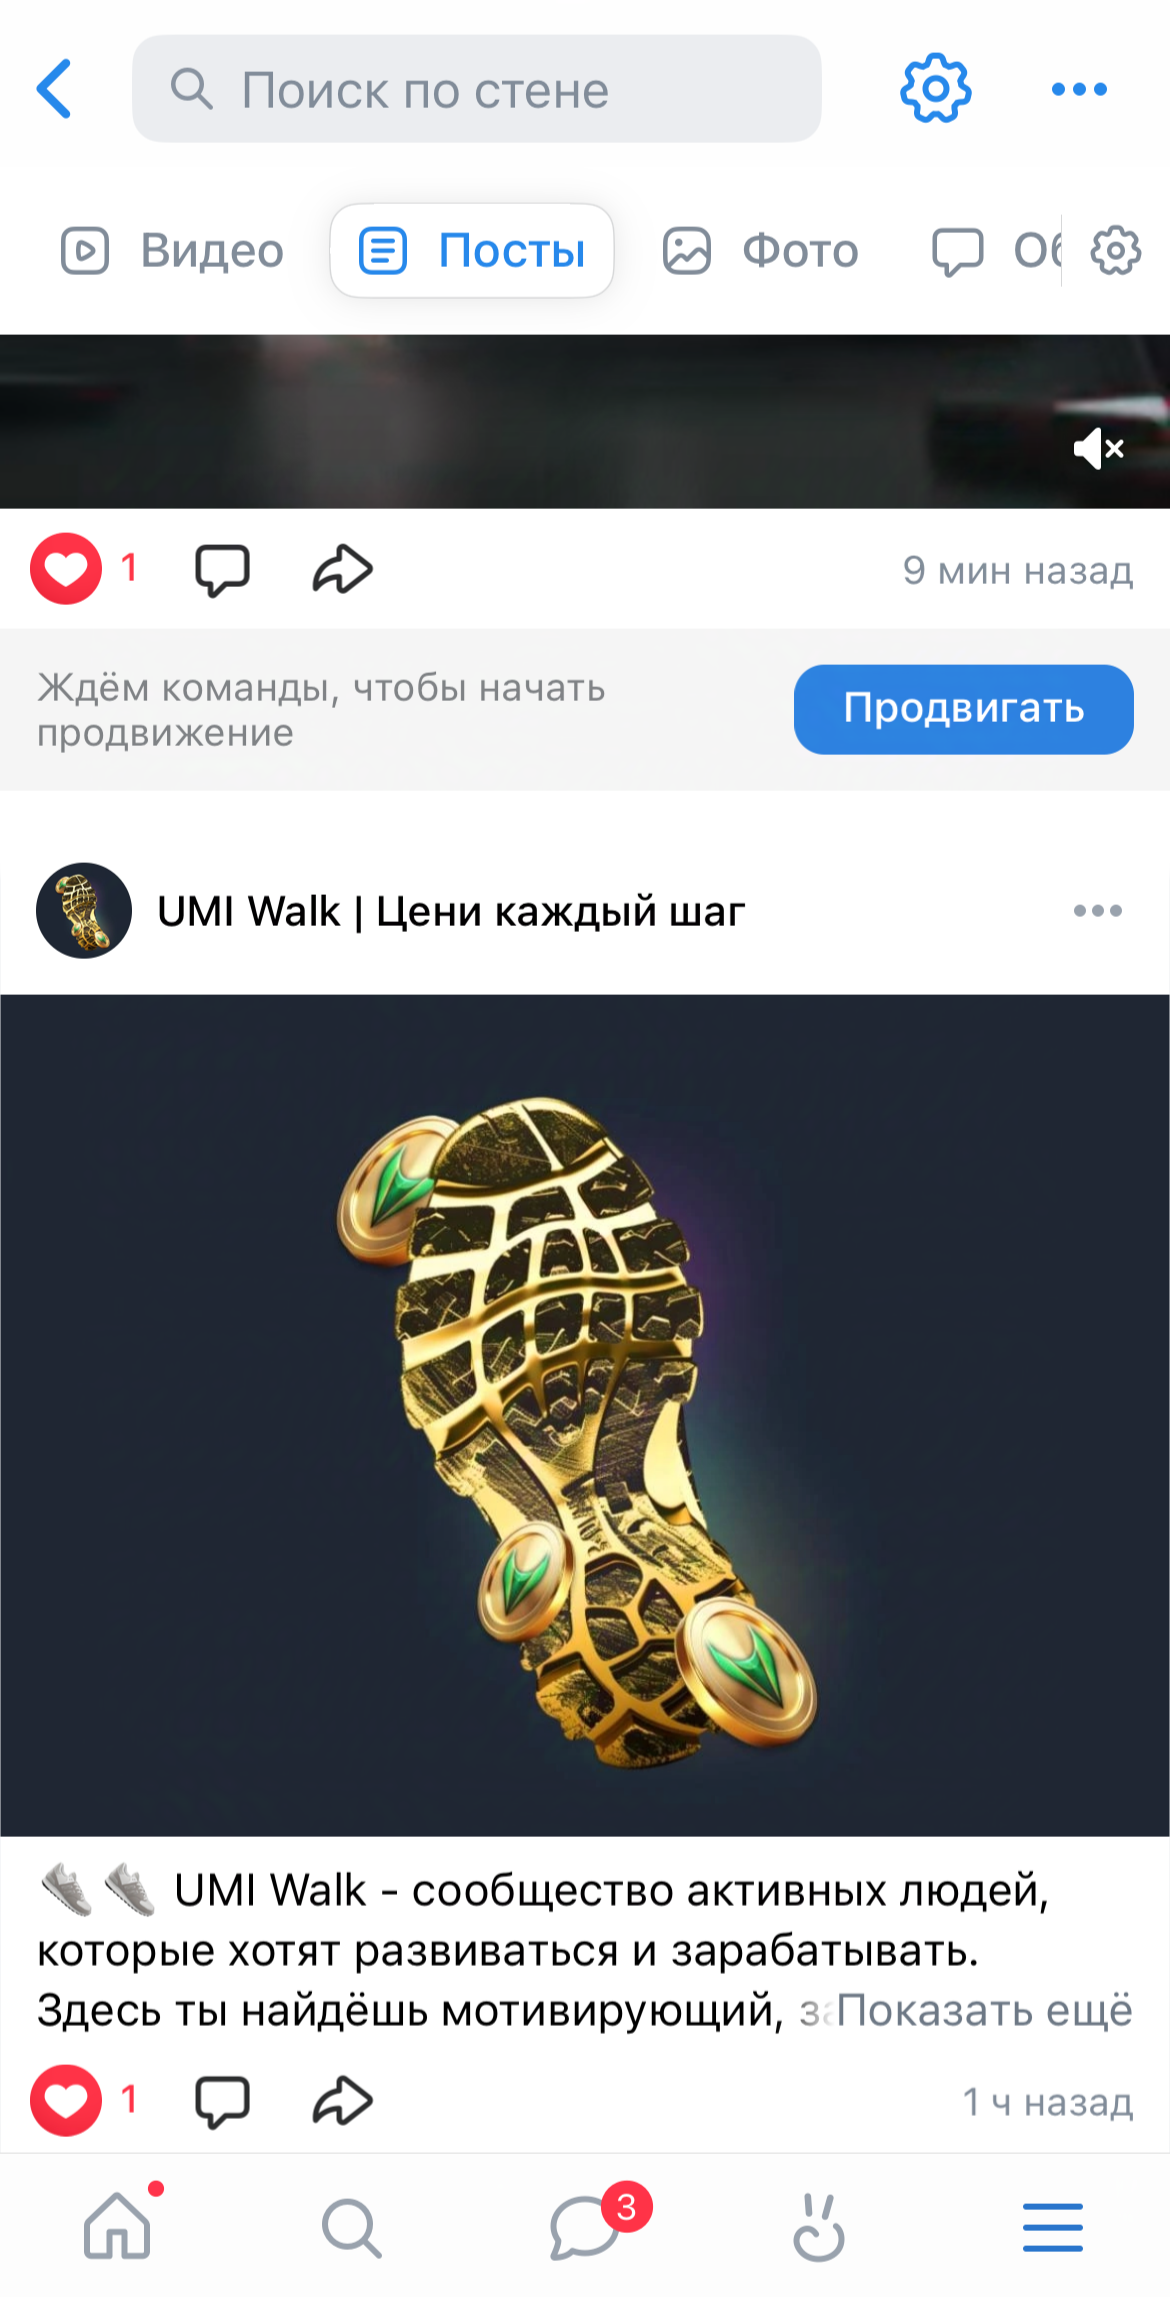 Поиск по стене
Видео
Посты
Фото
Об
1
9 мин назад
Ждём команды, чтобы начать
продвижение
Продвигать
UMI Walk | Цени каждый шаг
UMI Walk - сообщество активных людей,
которые хотят развиваться и зарабатывать.
Здесь ты найдёшь мотивирующий, Показать ещё
1
1 ч назад
3